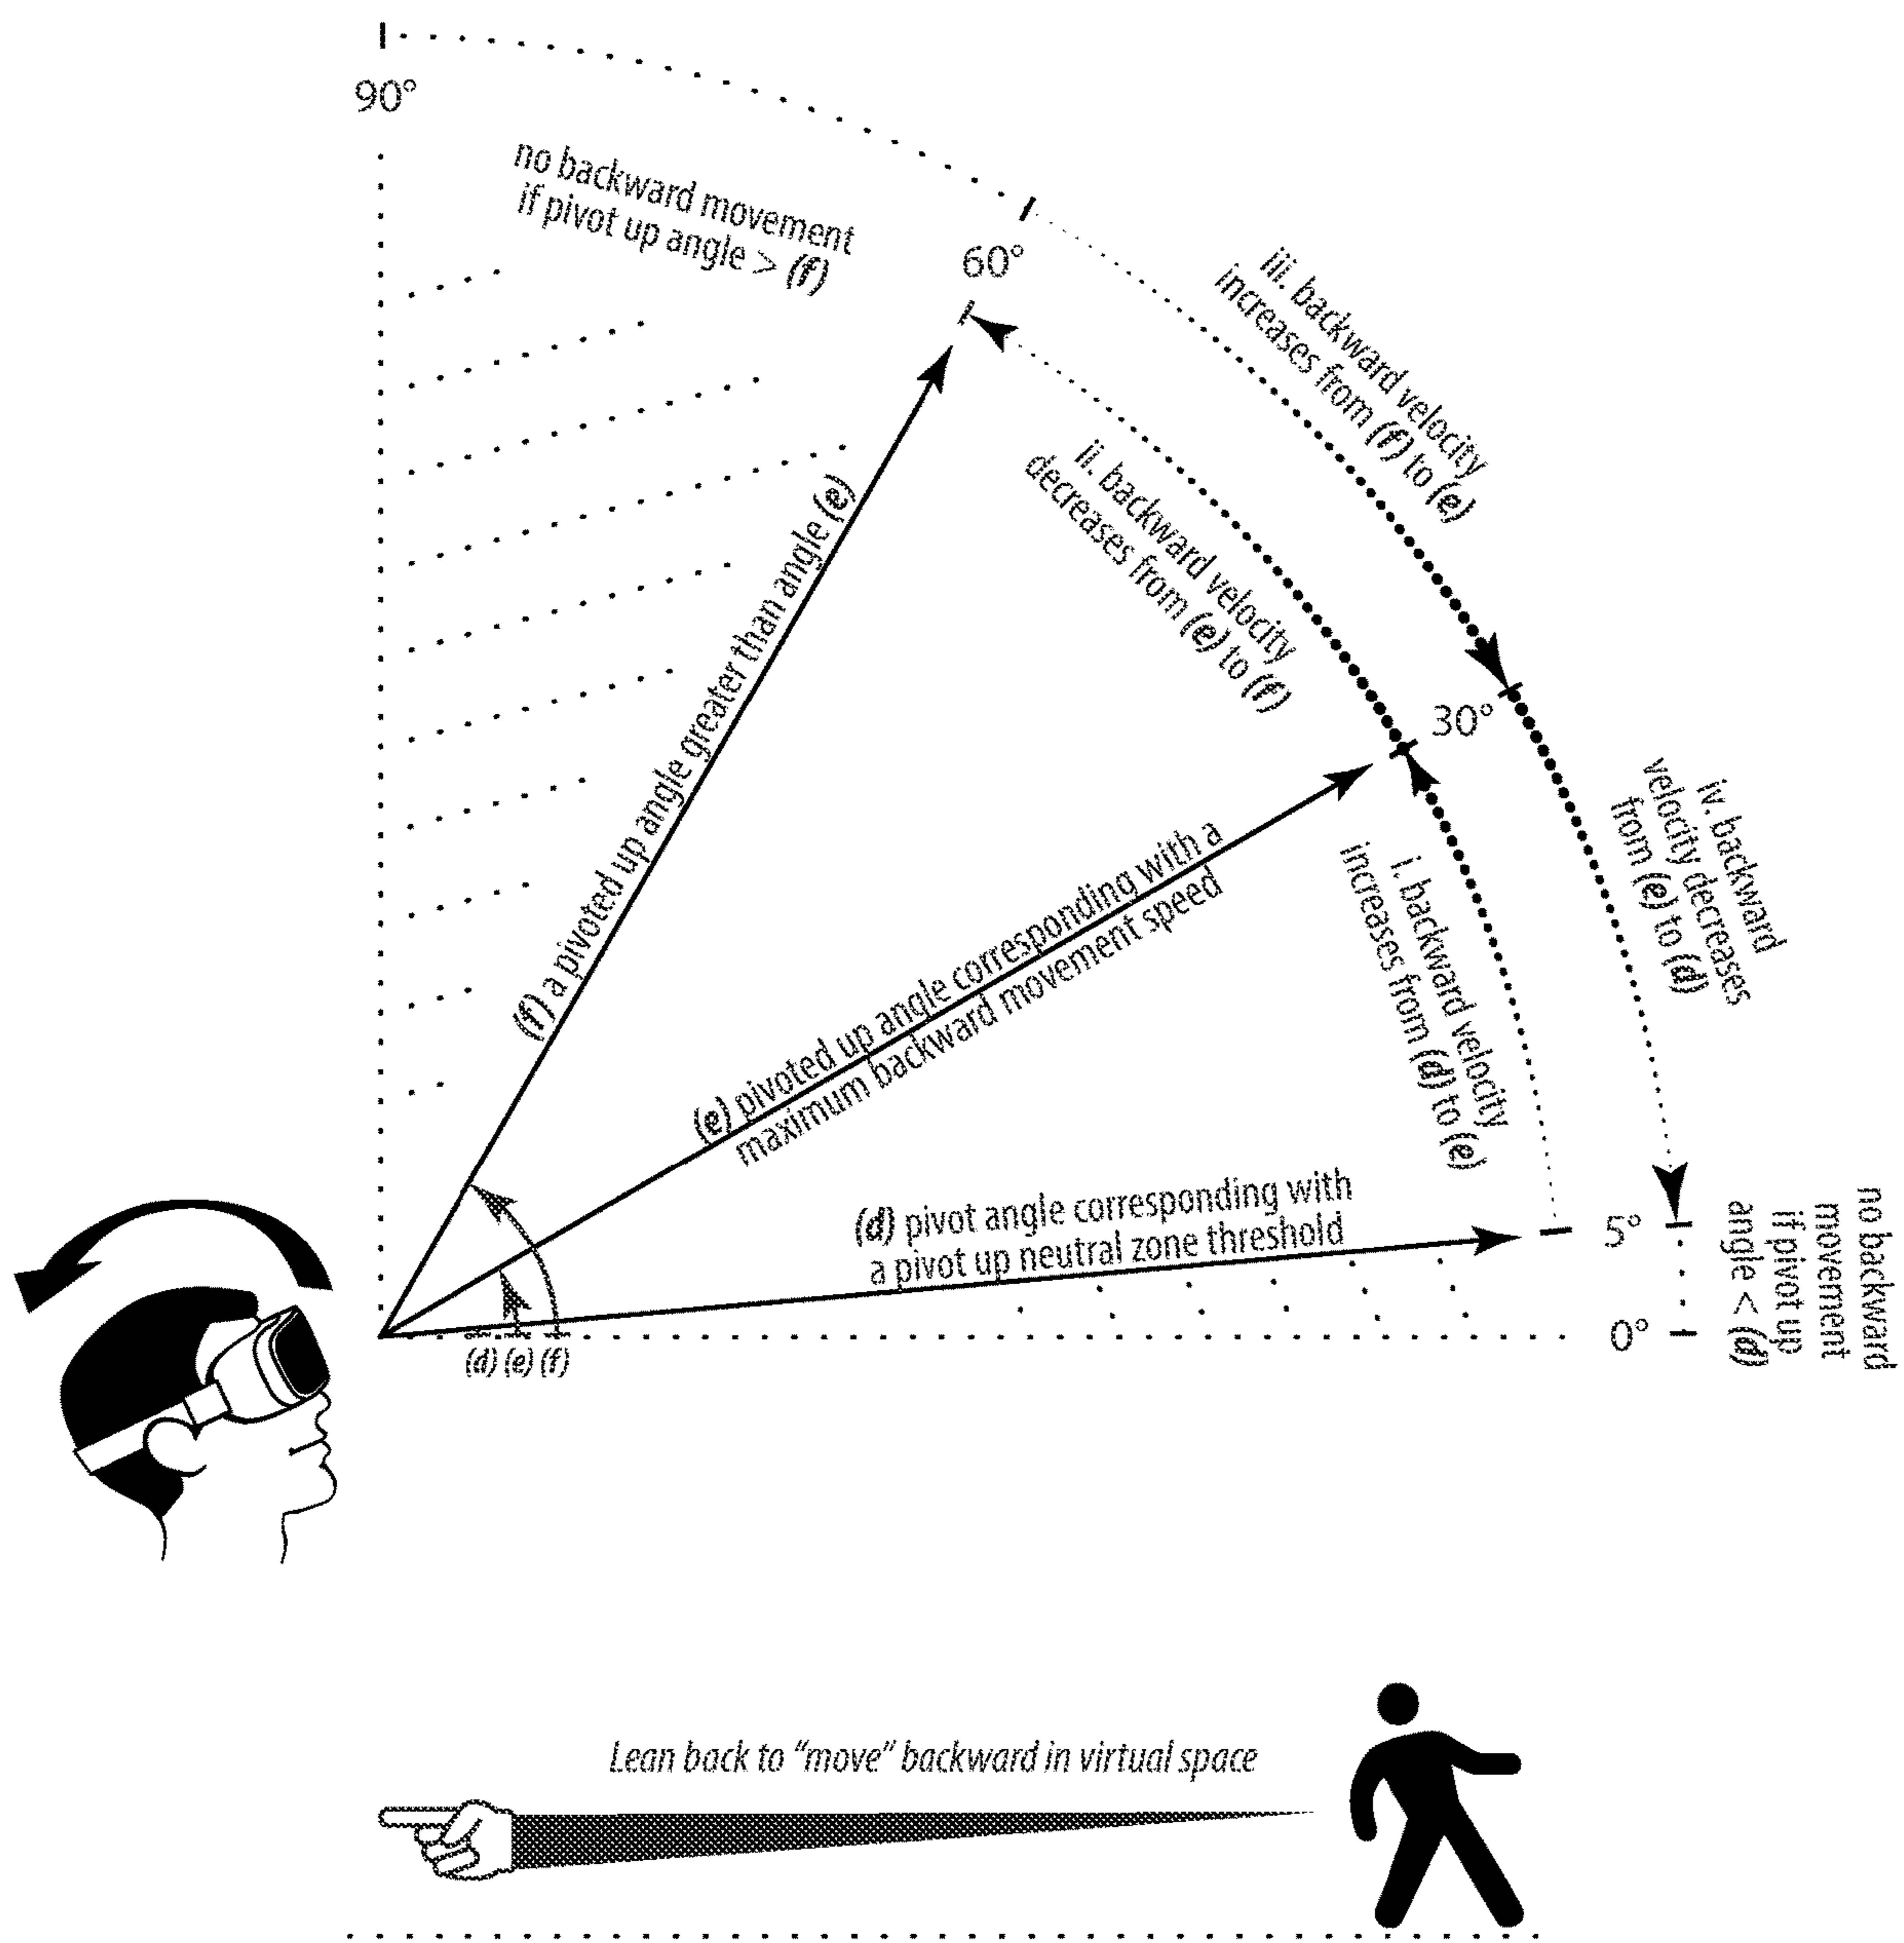 90°
no backward movement
if pivot up angle > (f)
60°
iii. backward velocity
increases from (f) to (e)
ii. backward velocity
decreases from (e) to (f)
(f) a pivoted up angle greater than angle (e)
30°
iv. backward
velocity decreases
from (e) to (d)
i. backward velocity
increases from (d) to (e)
(e) pivoted up angle corresponding with a
maximum backward movement speed
(d) pivot angle corresponding with
a pivot up neutral zone threshold
5°
0°
no backward
movement
if pivot up
angle < (d)
(d) (e) (f)
Lean back to “move” backward in virtual space